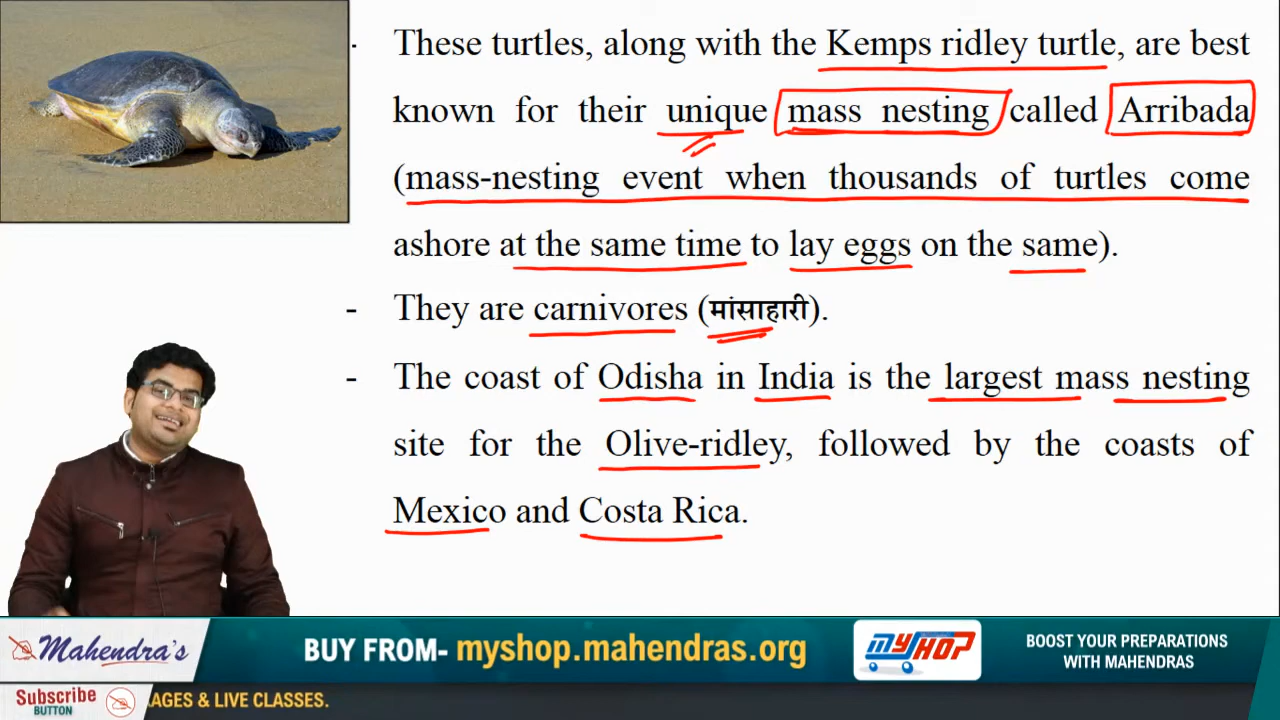 - These turtles, along with the Kemps ridley turtle, are best
known for their unique mass nesting called Arribada
(mass-nesting event when thousands of turtles come
ashore at the same time to lay eggs on the same).
- They are carnivores (मांसाहारी).
- The coast of Odisha in India is the largest mass nesting
site for the Olive-ridley, followed by the coasts of
Mexico and Costa Rica.
Mahendra's
BUY FROM- myshop.mahendras.org
myshop
BOOST YOUR PREPARATIONS
WITH MAHENDRAS
Subscribe
BUTTON
KAGES & LIVE CLASSES.